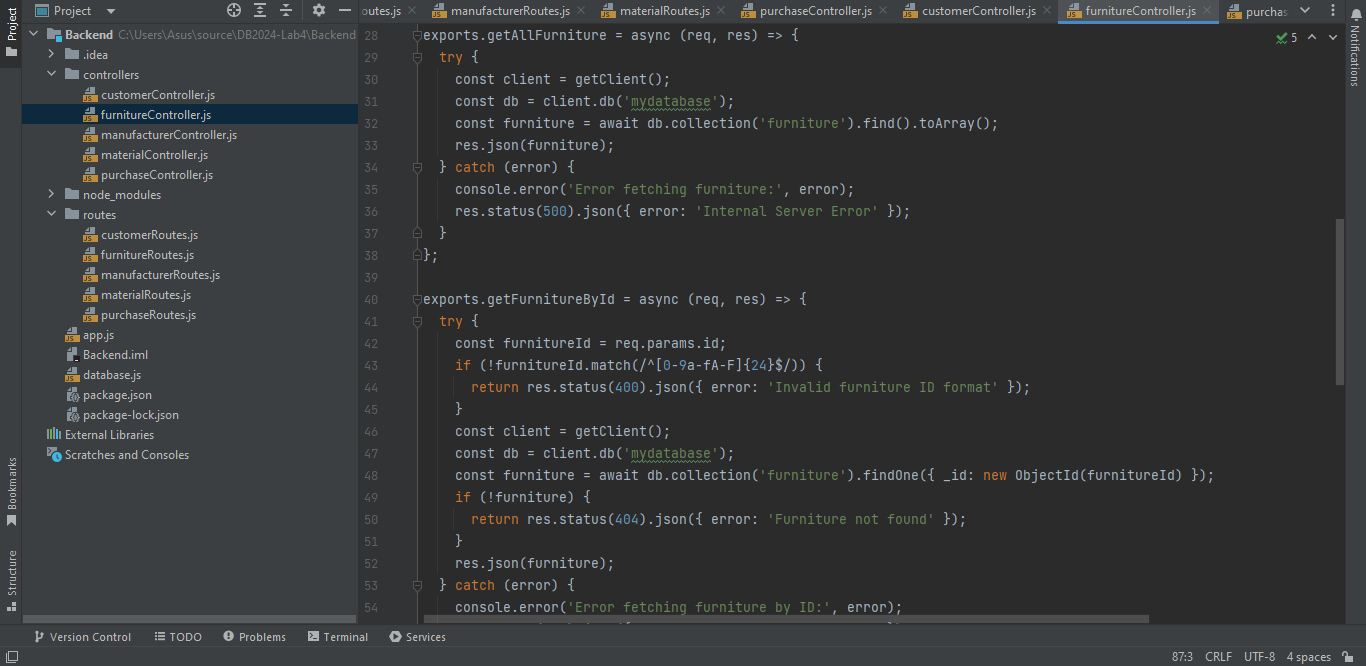 Project
outes.js
manufacturerRoutes.js
materialRoutes.js
purchaseController.js
customerController.js
furnitureController.js
purchas
Project
Bookmarks
Structure
Notifications
Backend C:\Users\Asus\source\DB2024-Lab4\Backend
.idea
controllers
customerController.js
furnitureController.js
manufacturerController.js
materialController.js
purchaseController.js
node_modules
routes
customerRoutes.js
furnitureRoutes.js
manufacturerRoutes.js
materialRoutes.js
purchaseRoutes.js
app.js
Backend.iml
database.js
package.json
package-lock.json
External Libraries
Scratches and Consoles
5
28 exports.getAllFurniture = async (req, res) => {
29   try {
30     const client = getClient();
31     const db = client.db('mydatabase');
32     const furniture = await db.collection('furniture').find().toArray();
33     res.json(furniture);
34   } catch (error) {
35     console.error('Error fetching furniture:', error);
36     res.status(500).json({ error: 'Internal Server Error' });
37   }
38 };
39
40 exports.getFurnitureById = async (req, res) => {
41   try {
42     const furnitureId = req.params.id;
43     if (!furnitureId.match(/^[0-9a-fA-F]{24}$/)) {
44       return res.status(400).json({ error: 'Invalid furniture ID format' });
45     }
46     const client = getClient();
47     const db = client.db('mydatabase');
48     const furniture = await db.collection('furniture').findOne({ _id: new ObjectId(furnitureId) });
49     if (!furniture) {
50       return res.status(404).json({ error: 'Furniture not found' });
51     }
52     res.json(furniture);
53   } catch (error) {
54     console.error('Error fetching furniture by ID:', error);
Version Control
TODO
Problems
Terminal
Services
87:3 CRLF UTF-8 4 spaces